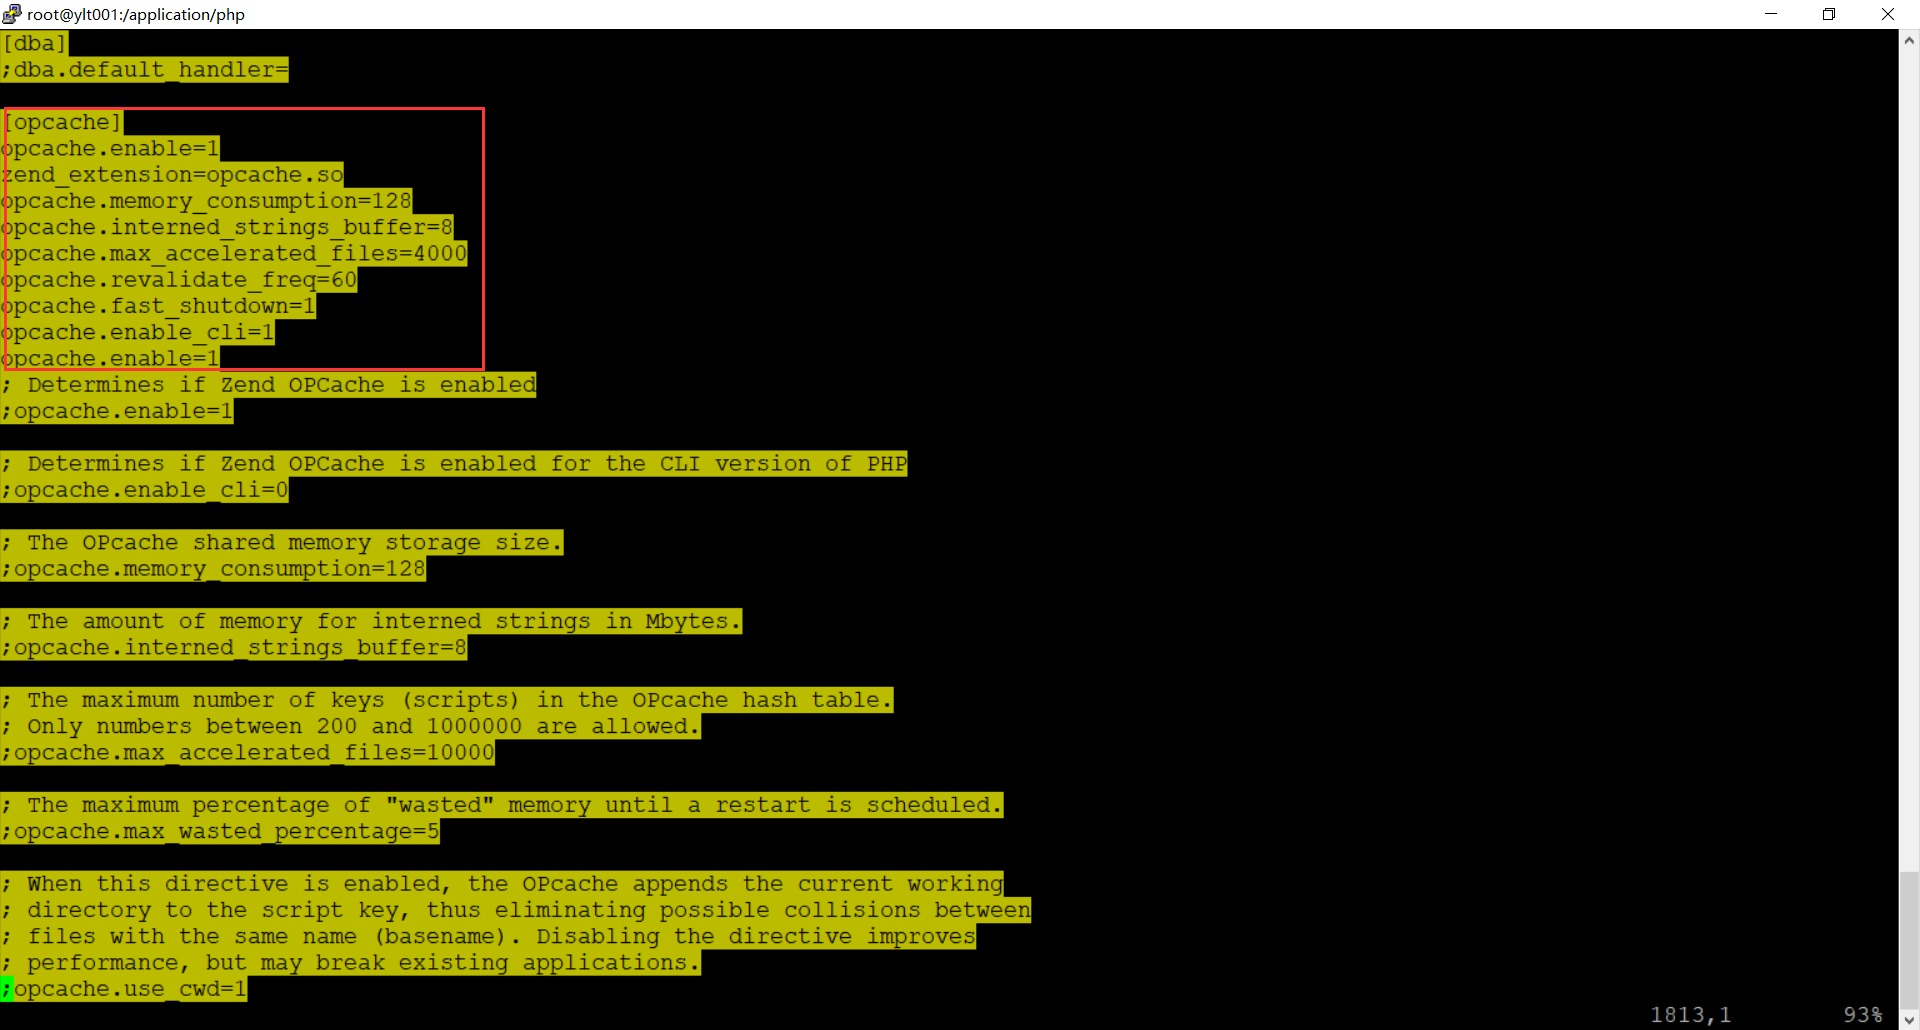 root@ylt001:/application/php
[dba]
;dba.default_handler=
[opcache]
opcache.enable=1
zend_extension=opcache.so
opcache.memory_consumption=128
opcache.interned_strings_buffer=8
opcache.max_accelerated_files=4000
opcache.revalidate_freq=60
opcache.fast_shutdown=1
opcache.enable_cli=1
opcache.enable=1
; Determines if Zend OPCache is enabled
;opcache.enable=1
; Determines if Zend OPCache is enabled for the CLI version of PHP
;opcache.enable_cli=0
; The OPcache shared memory storage size.
;opcache.memory_consumption=128
; The amount of memory for interned strings in Mbytes.
;opcache.interned_strings_buffer=8
; The maximum number of keys (scripts) in the OPcache hash table.
; Only numbers between 200 and 1000000 are allowed.
;opcache.max_accelerated_files=10000
; The maximum percentage of "wasted" memory until a restart is scheduled.
;opcache.max_wasted_percentage=5
; When this directive is enabled, the OPcache appends the current working
; directory to the script key, thus eliminating possible collisions between
; files with the same name (basename). Disabling the directive improves
; performance, but may break existing applications.
;opcache.use_cwd=1
1813,1 93%